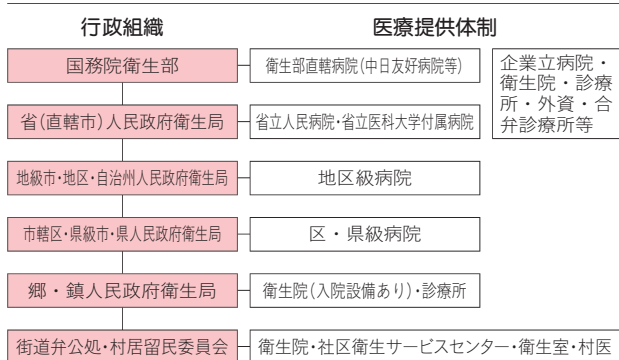 行政組織
医療提供体制
国務院衛生部
衛生部直轄病院(中日友好病院等)
企業立病院・
衛生院・診療
所・外資・合
弁診療所等
省(直轄市)人民政府衛生局
省立人民病院・省立医科大学付属病院
地級市・地区・自治州人民政府衛生局
地区級病院
市轄区・県級市・県人民政府衛生局
区・県級病院
郷・鎮人民政府衛生局
衛生院(入院設備あり)・診療所
街道弁公処・村居留民委員会
衛生院・社区衛生サービスセンター・衛生室・村医